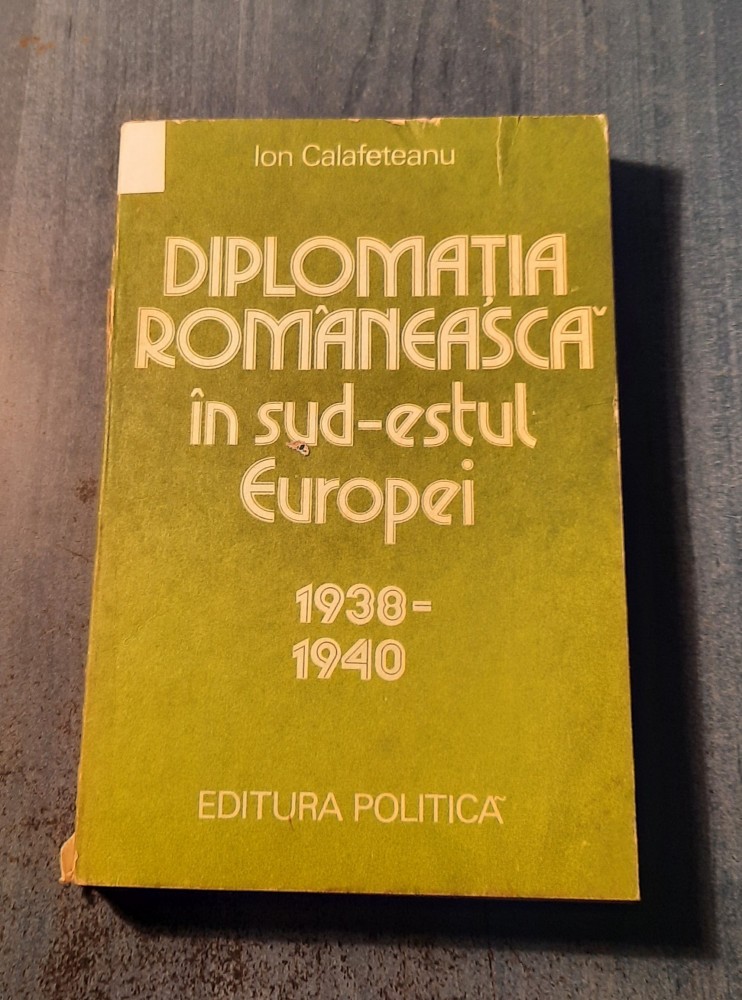 Ion Calafeteanu
DIPLOMAȚIA
ROMÂNEASCĂ
în sud-estul
Europei
1938-
1940
EDITURA POLITICĂ